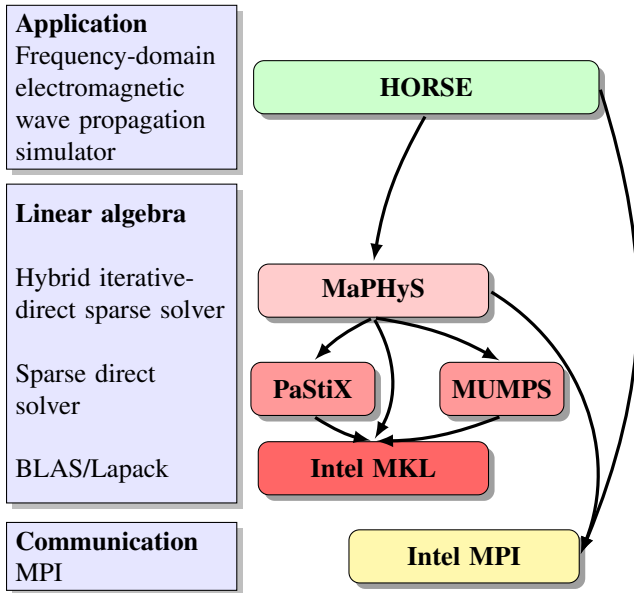 Application
Frequency-domain
electromagnetic
wave propagation
simulator
HORSE
Linear algebra
Hybrid iterative-
direct sparse solver
MaPHyS
Sparse direct
solver
PaStiX
MUMPS
BLAS/Lapack
Intel MKL
Communication
MPI
Intel MPI